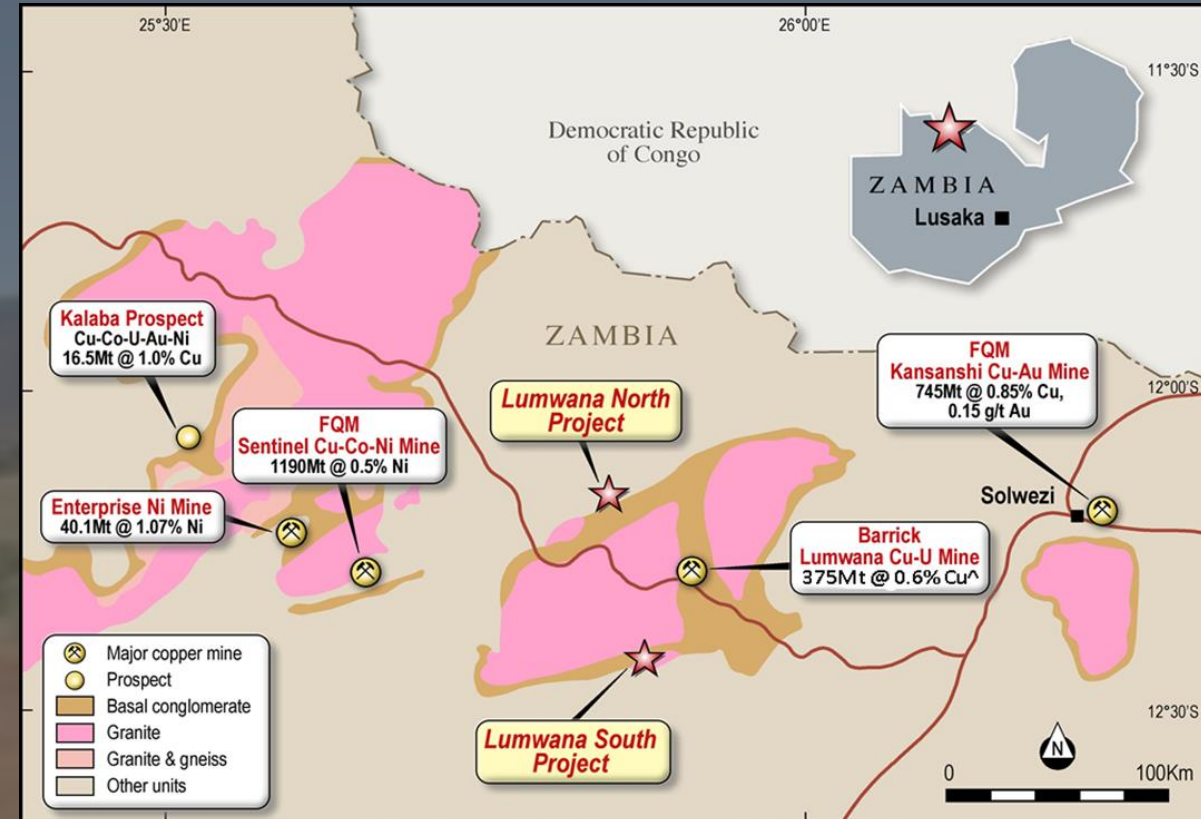 25°30'E
26°00'E
11°30'S
Democratic Republic
of Congo
ZAMBIA
Lusaka
Kalaba Prospect
Cu-Co-U-Au-Ni
16.5Mt @ 1.0% Cu
ZAMBIA
FQM
Kansanshi Cu-Au Mine
745Mt @ 0.85% Cu,
0.15 g/t Au
12°00'S
Lumwana North
Project
FQM
Sentinel Cu-Co-Ni Mine
1190Mt @ 0.5% Ni
Enterprise Ni Mine
40.1Mt @ 1.07% Ni
Solwezi
Barrick
Lumwana Cu-U Mine
375Mt @ 0.6% Cu^
Lumwana South
Project
12°30'S
Major copper mine
Prospect
Basal conglomerate
Granite
Granite & gneiss
Other units
N
0 100Km